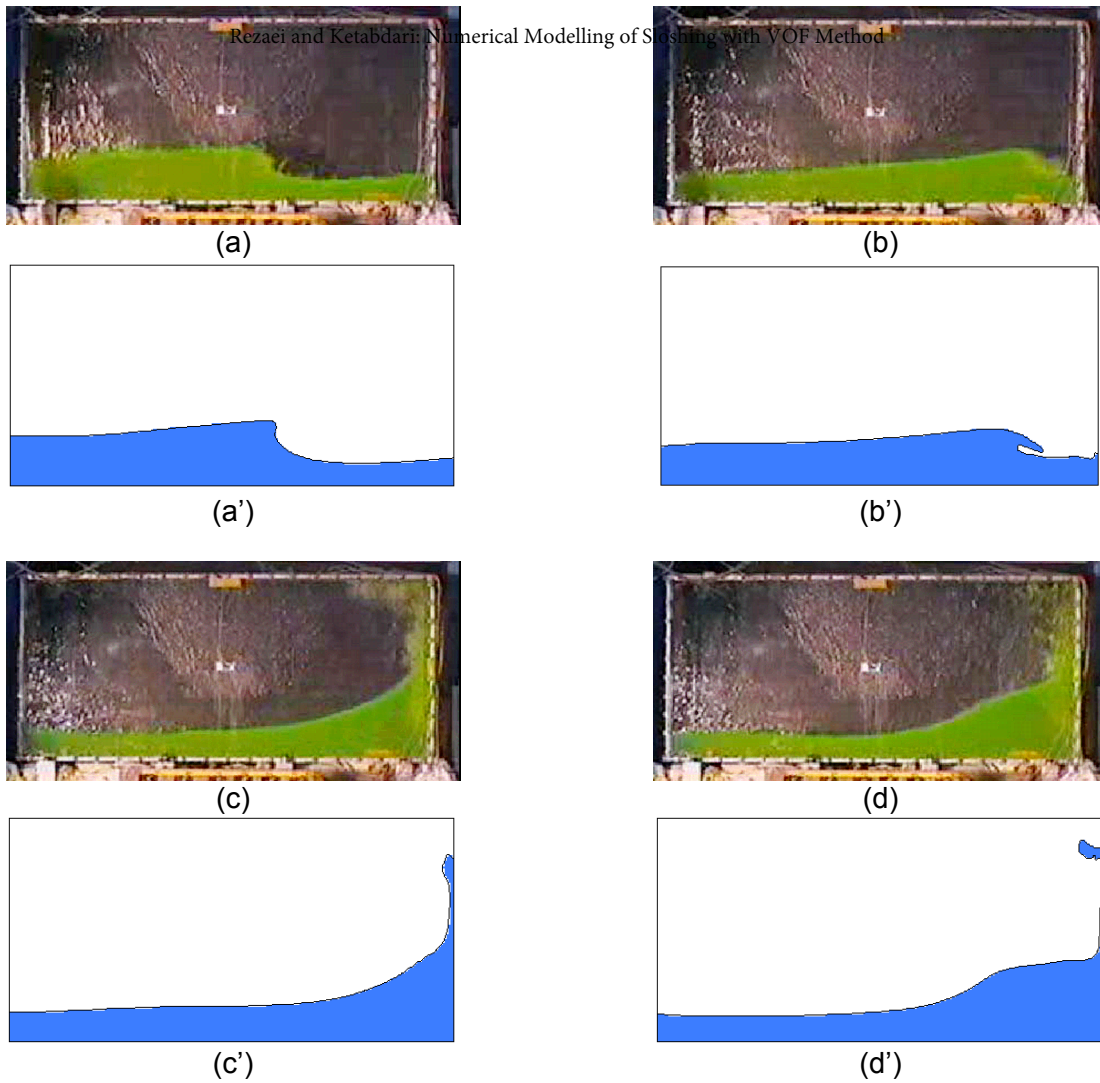 Rezaei and Ketabdari: Numerical Modelling of Sloshing with VOF Method
(a)
(b)
(a’)
(b’)
(c)
(d)
(c’)
(d’)